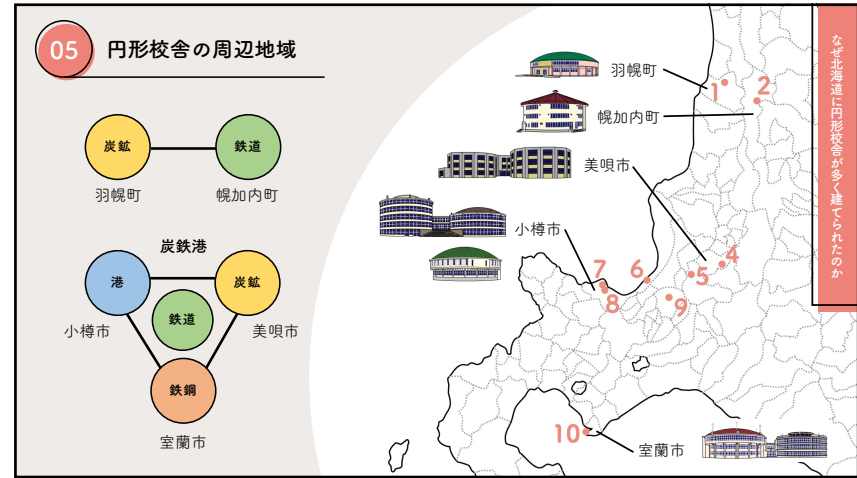 05
円形校舎の周辺地域
炭鉱
鉄道
羽幌町
幌加内町
炭鉄港
港
炭鉱
鉄道
小樽市
美唄市
鉄鋼
室蘭市
羽幌町
幌加内町
美唄市
小樽市
室蘭市
1
2
4
5
6
7
8
9
10
なぜ北海道に円形校舎が多く建てられたのか